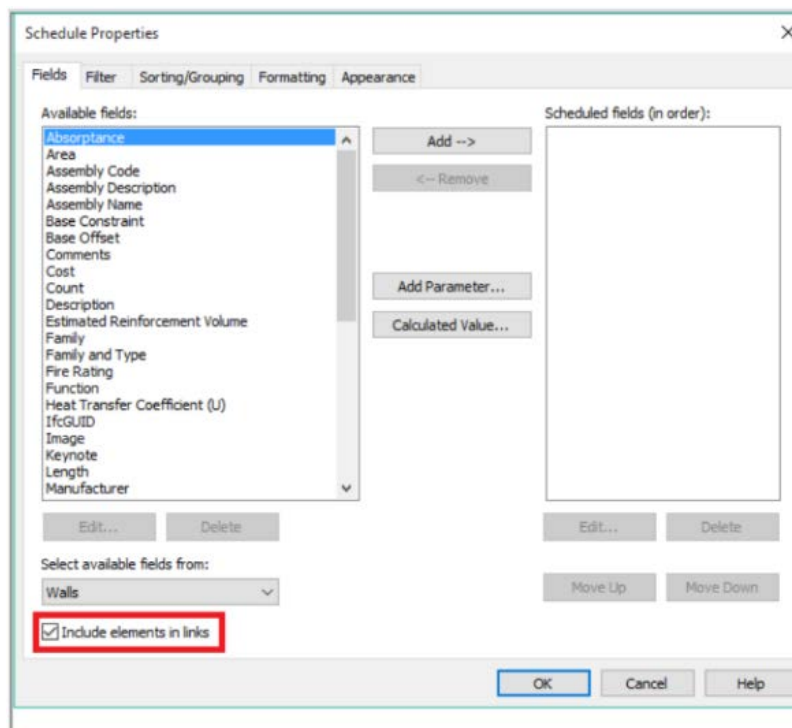 Schedule Properties
Fields Filter Sorting/Grouping Formatting Appearance
Available fields:
Absorptance
Area
Assembly Code
Assembly Description
Assembly Name
Base Constraint
Base Offset
Comments
Cost
Count
Description
Estimated Reinforcement Volume
Family
Family and Type
Fire Rating
Function
Heat Transfer Coefficient (U)
IfcGUID
Image
Keynote
Length
Manufacturer
Add -->
<-- Remove
Add Parameter...
Calculated Value...
Scheduled fields (in order):
Edit... Delete
Edit... Delete
Select available fields from:
Walls
Move Up Move Down
Include elements in links
OK Cancel Help